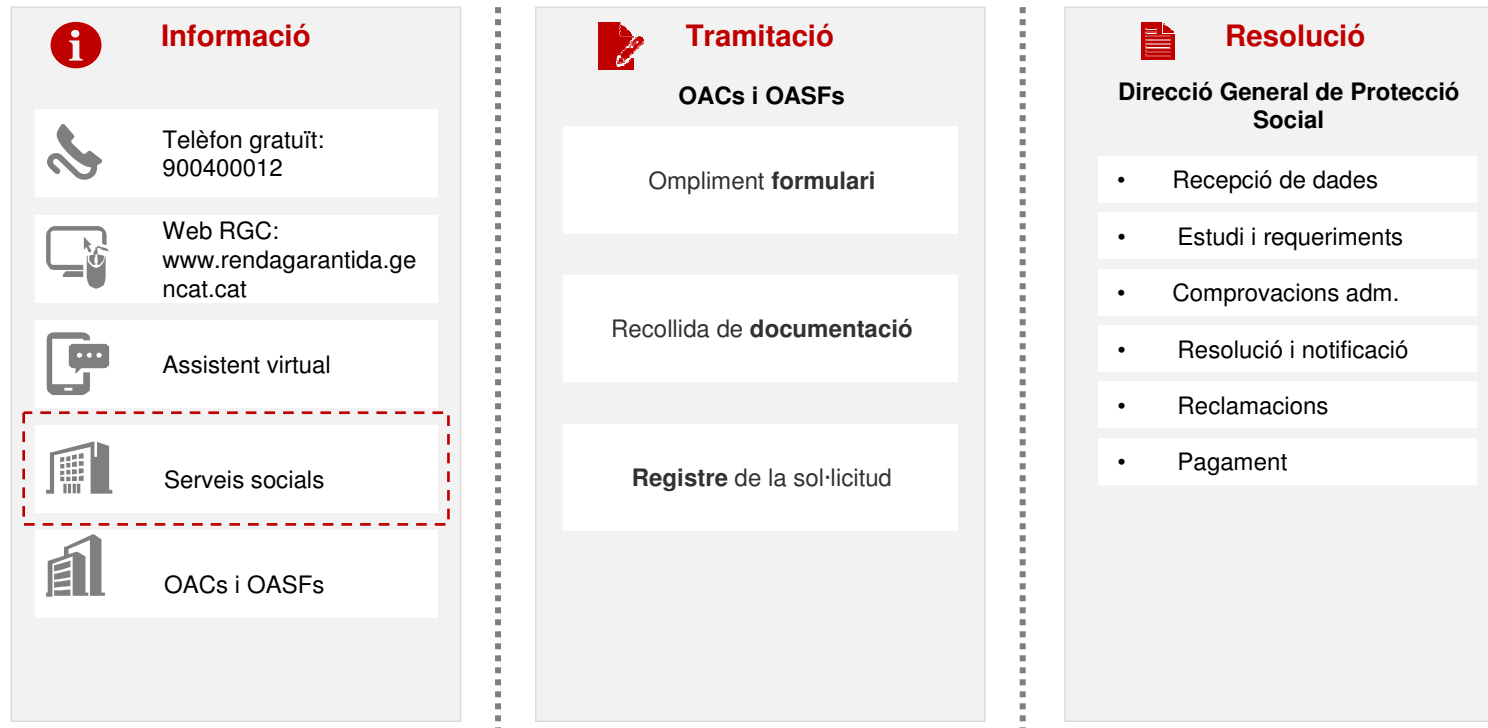 Informació
Telèfon gratuït:
900400012
Web RGC:
www.rendagarantida.ge
ncat.cat
Assistent virtual
Serveis socials
OACs i OASFs
Tramitació
OACs i OASFs
Ompliment formulari
Recollida de documentació
Registre de la sol·licitud
Resolució
Direcció General de Protecció
Social
• Recepció de dades
• Estudi i requeriments
• Comprovacions adm.
• Resolució i notificació
• Reclamacions
• Pagament